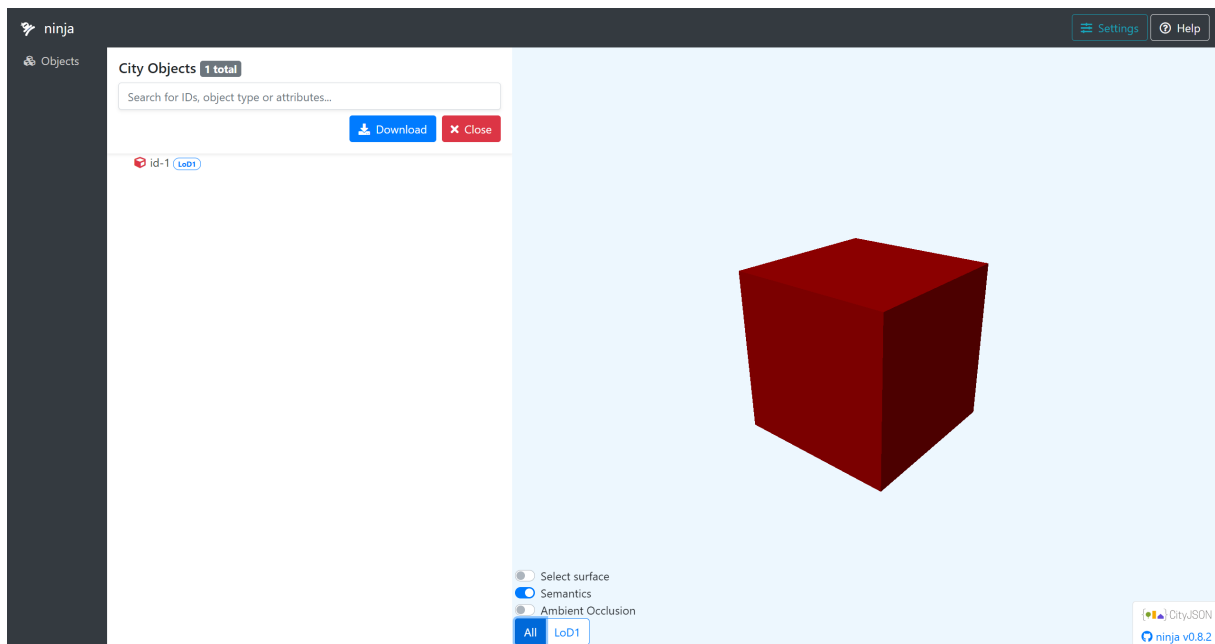 ninja
Settings
Help
Objects
City Objects 1 total
Search for IDs, object type or attributes...
Download
Close
id-1 LoD1
Select surface
Semantics
Ambient Occlusion
All LoD1
{ } CityJSON
ninja v0.8.2